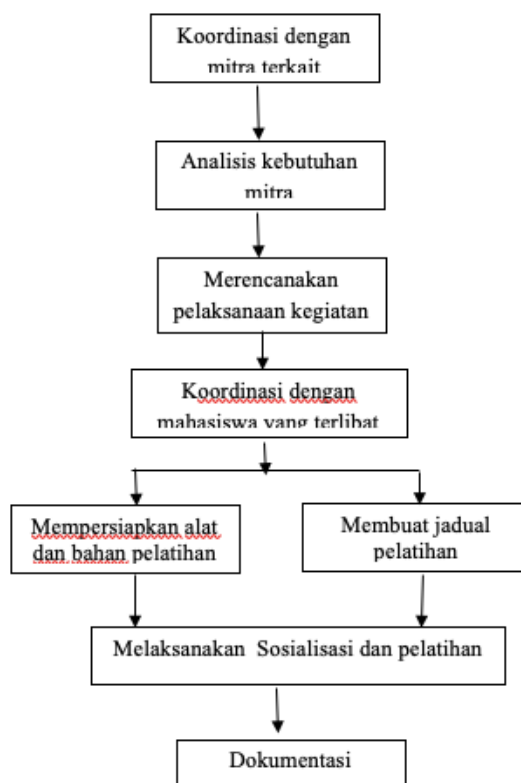 Koordinasi dengan
mitra terkait
Analisis kebutuhan
mitra
Merencanakan
pelaksanaan kegiatan
Koordinasi dengan
mahasiswa yang terlibat
Mempersiapkan alat
dan bahan pelatihan
Membuat jadual
pelatihan
Melaksanakan  Sosialisasi dan pelatihan
Dokumentasi